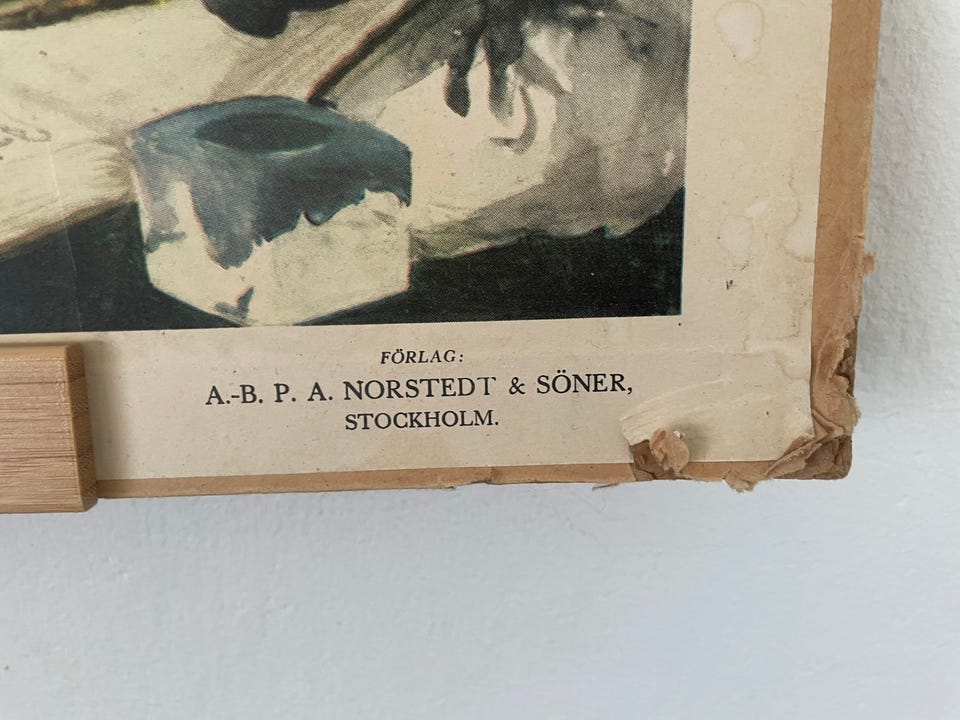 FÖRLAG:
A.-B. P. A. NORSTEDT & SÖNER,
STOCKHOLM.